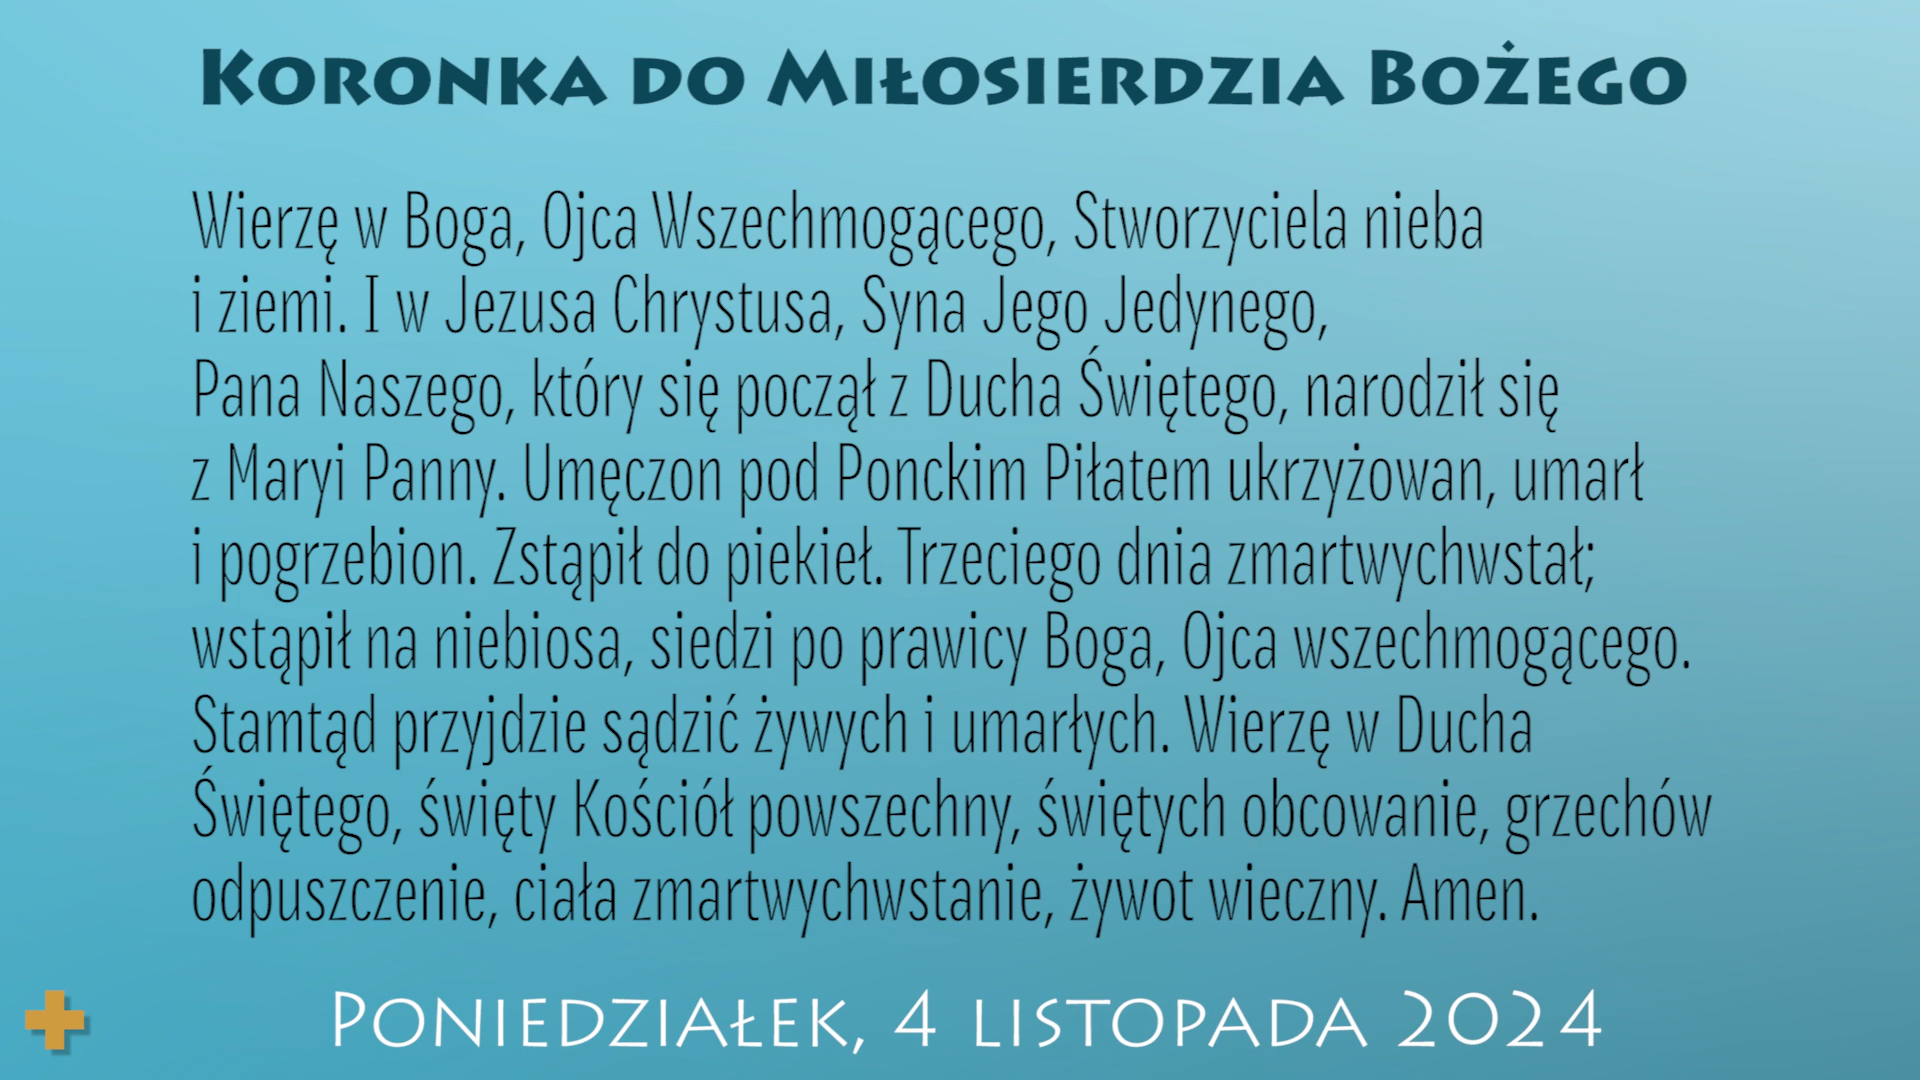 Koronka do Miłosierdzia Bożego
Wierzę w Boga, Ojca Wszechmogącego, Stworzyciela nieba
i ziemi. I w Jezusa Chrystusa, Syna Jego Jedynego,
Pana Naszego, który się począł z Ducha Świętego, narodził się
z Maryi Panny. Umęczon pod Ponckim Piłatem ukrzyżowan, umarł
i pogrzebion. Zstąpił do piekieł. Trzeciego dnia zmartwychwstał;
wstąpił na niebiosa, siedzi po prawicy Boga, Ojca wszechmogącego.
Stamtąd przyjdzie sądzić żywych i umarłych. Wierzę w Ducha
Świętego, święty Kościół powszechny, świętych obcowanie, grzechów
odpuszczenie, ciała zmartwychwstanie, żywot wieczny. Amen.
Poniedziałek, 4 listopada 2024